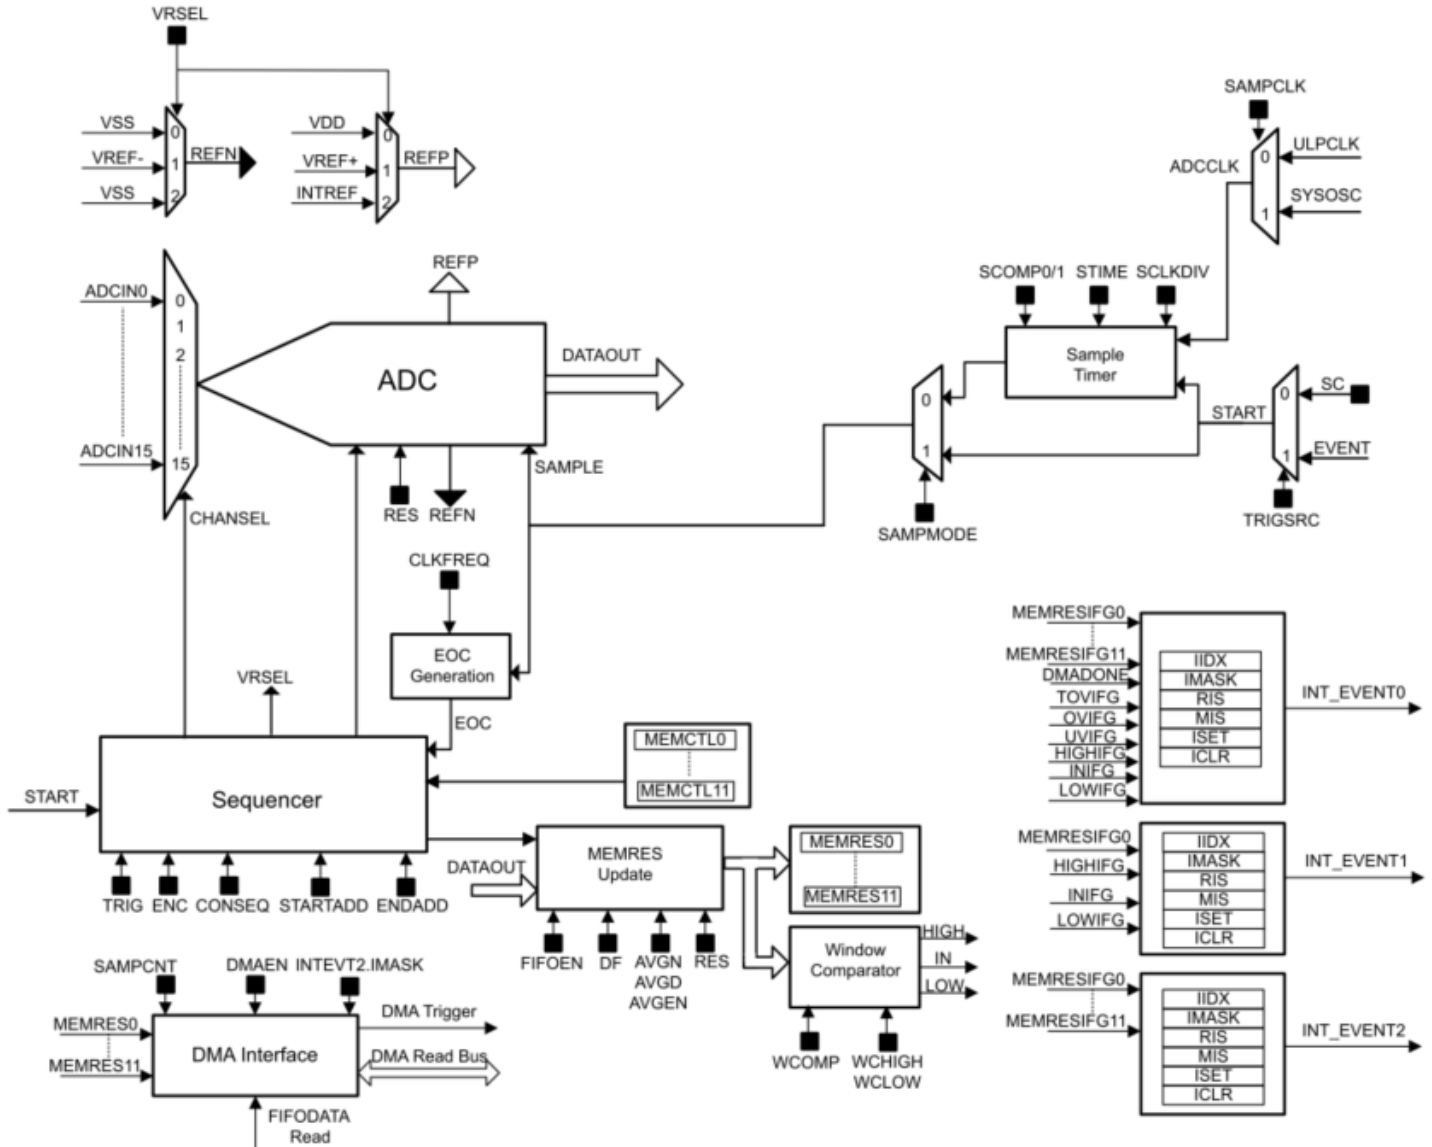 VRSEL
VSS
VREF-
VSS
0
1
2
REFN
VDD
VREF+
INTREF
0
1
2
REFP
SAMPCLK
ULPCLK
SYSOSC
0
1
ADCCLK
ADCIN0
ADCIN15
0
1
2
15
CHANSEL
REFP
ADC
DATAOUT
RES
REFN
SAMPLE
SCOMP0/1
STIME
SCLKDIV
Sample
Timer
0
1
SAMPMODE
START
0
1
SC
EVENT
TRIGSRC
CLKFREQ
EOC
Generation
EOC
VRSEL
START
Sequencer
TRIG
ENC
CONSEQ
STARTADD
ENDADD
MEMCTL0
MEMCTL11
DATAOUT
MEMRES
Update
FIFOEN
DF
AVGN
AVGD
AVGEN
RES
MEMRES0
MEMRES11
Window
Comparator
HIGH
IN
LOW
WCOMP
WCHIGH
WCLOW
SAMPCNT
DMAEN
INTEVT2.IMASK
MEMRES0
MEMRES11
DMA Interface
DMA Trigger
DMA Read Bus
FIFODATA
Read
MEMRESIFG0
MEMRESIFG11
DMADONE
TOVIFG
OVIFG
UVIFG
HIGHIFG
INIFG
LOWIFG
IIDX
IMASK
RIS
MIS
ISET
ICLR
INT_EVENT0
MEMRESIFG0
HIGHIFG
INIFG
LOWIFG
IIDX
IMASK
RIS
MIS
ISET
ICLR
INT_EVENT1
MEMRESIFG0
MEMRESIFG11
IIDX
IMASK
RIS
MIS
ISET
ICLR
INT_EVENT2